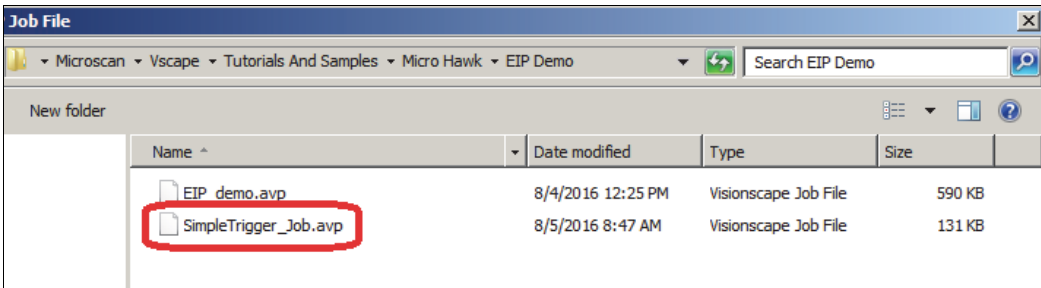 Job File
Microscan Vscape Tutorials And Samples Micro Hawk EIP Demo Search EIP Demo
New folder
Name Date modified Type Size
EIP_demo.avp 8/4/2016 12:25 PM Visionscape Job File 590 KB
SimpleTrigger_Job.avp 8/5/2016 8:47 AM Visionscape Job File 131 KB